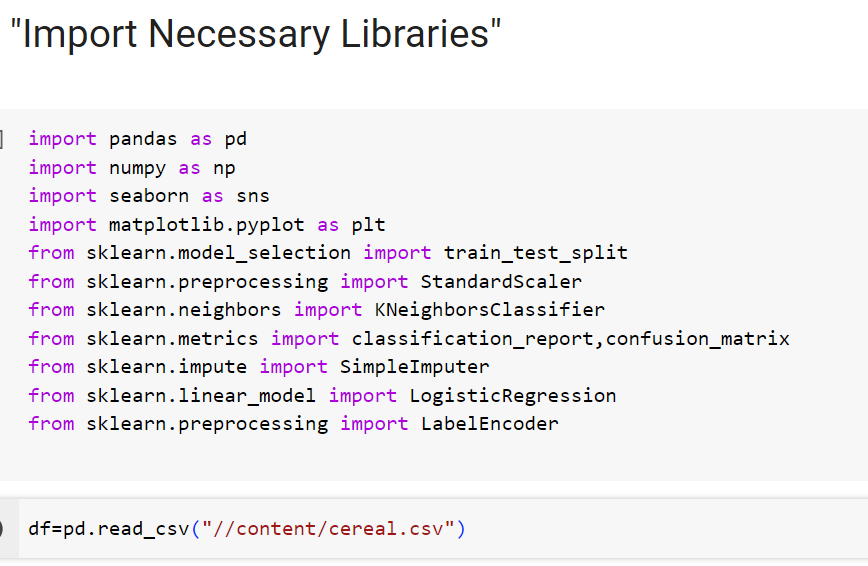 "Import Necessary Libraries"
import pandas as pd
import numpy as np
import seaborn as sns
import matplotlib.pyplot as plt
from sklearn.model_selection import train_test_split
from sklearn.preprocessing import StandardScaler
from sklearn.neighbors import KNeighborsClassifier
from sklearn.metrics import classification_report,confusion_matrix
from sklearn.impute import SimpleImputer
from sklearn.linear_model import LogisticRegression
from sklearn.preprocessing import LabelEncoder
df=pd.read_csv("//content/cereal.csv")